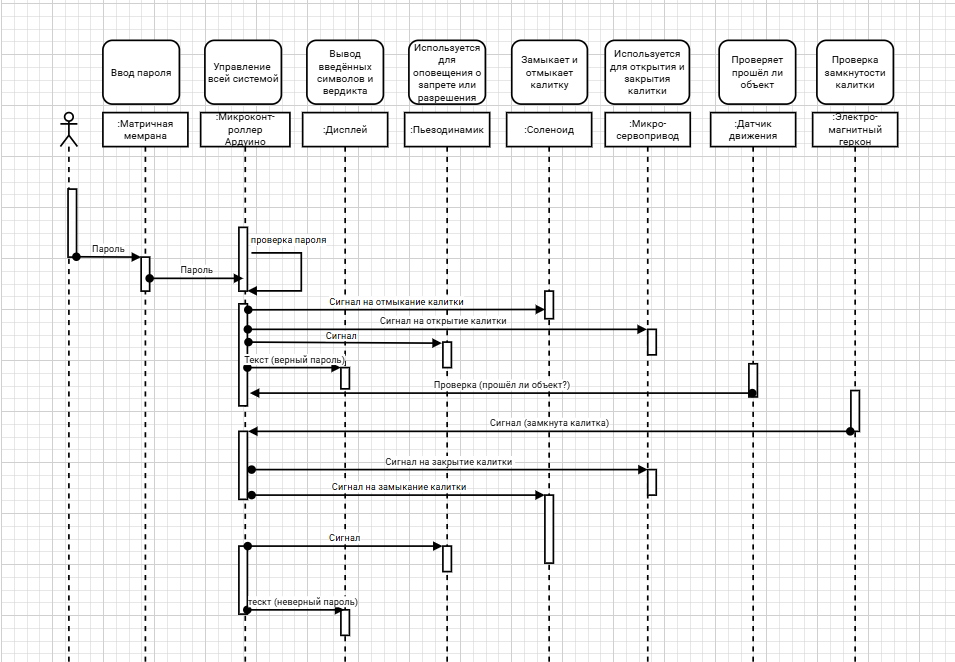 Ввод пароля
Управление
всей системой
Вывод
введённых
символов и
вердикта
Используется
для
оповещения о
запрете или
разрешения
Замыкает и
отмыкает
калитку
Используется
для открытия и
закрытия
калитки
Проверяет
прошёл ли
объект
Проверка
замкнутости
калитки
:Матричная
мемрана
:Микроконт-
роллер
Ардуино
:Дисплей
:Пьезодинамик
:Соленоид
:Микро-
сервопривод
:Датчик
движения
:Электро-
магнитный
геркон
проверка пароля
Пароль
Пароль
Сигнал на отмыкание калитки
Сигнал на открытие калитки
Сигнал
Текст (верный пароль)
Проверка (прошёл ли объект?)
Сигнал (замкнута калитка)
Сигнал на закрытие калитки
Сигнал на замыкание калитки
Сигнал
тескт (неверный пароль)